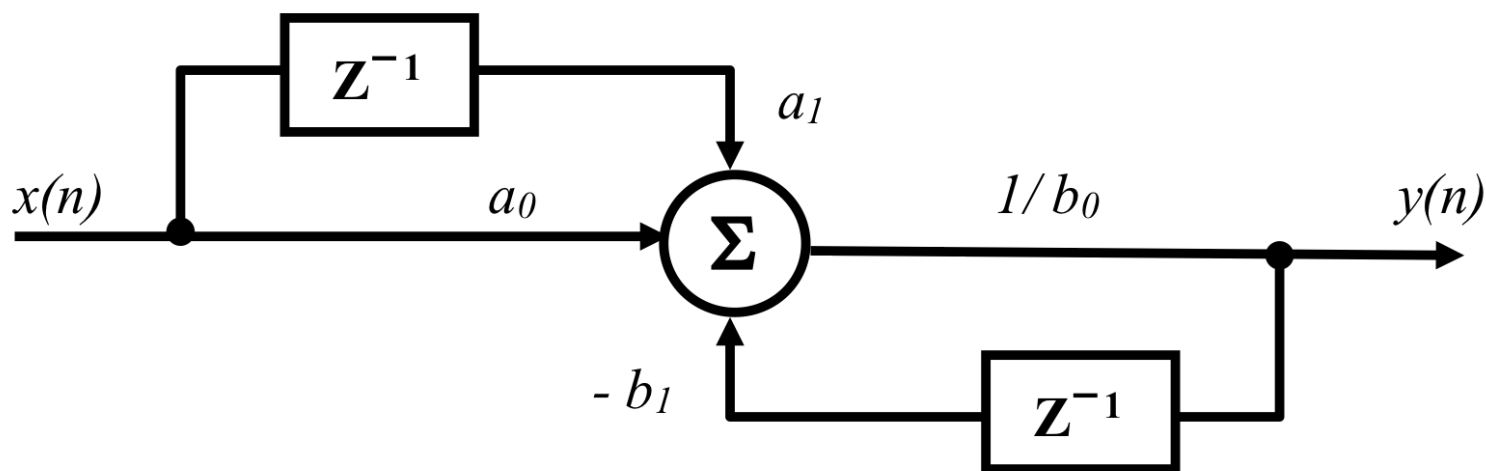 Z⁻¹
a₁
x(n)
a₀
Σ
1/ b₀
y(n)
- b₁
Z⁻¹